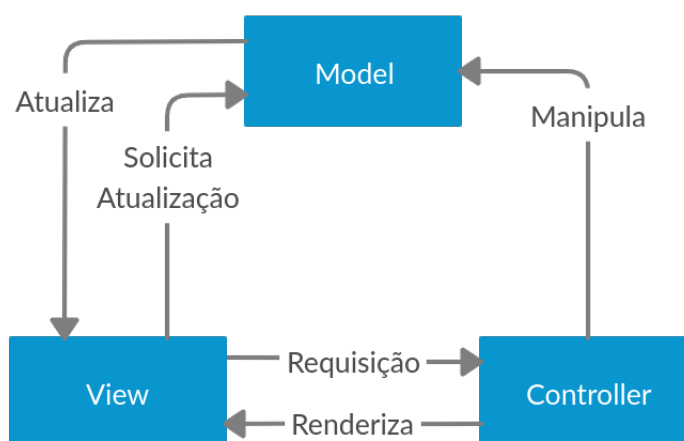 Model
Atualiza
Manipula
Solicita
Atualização
View
Requisição
Controller
Renderiza